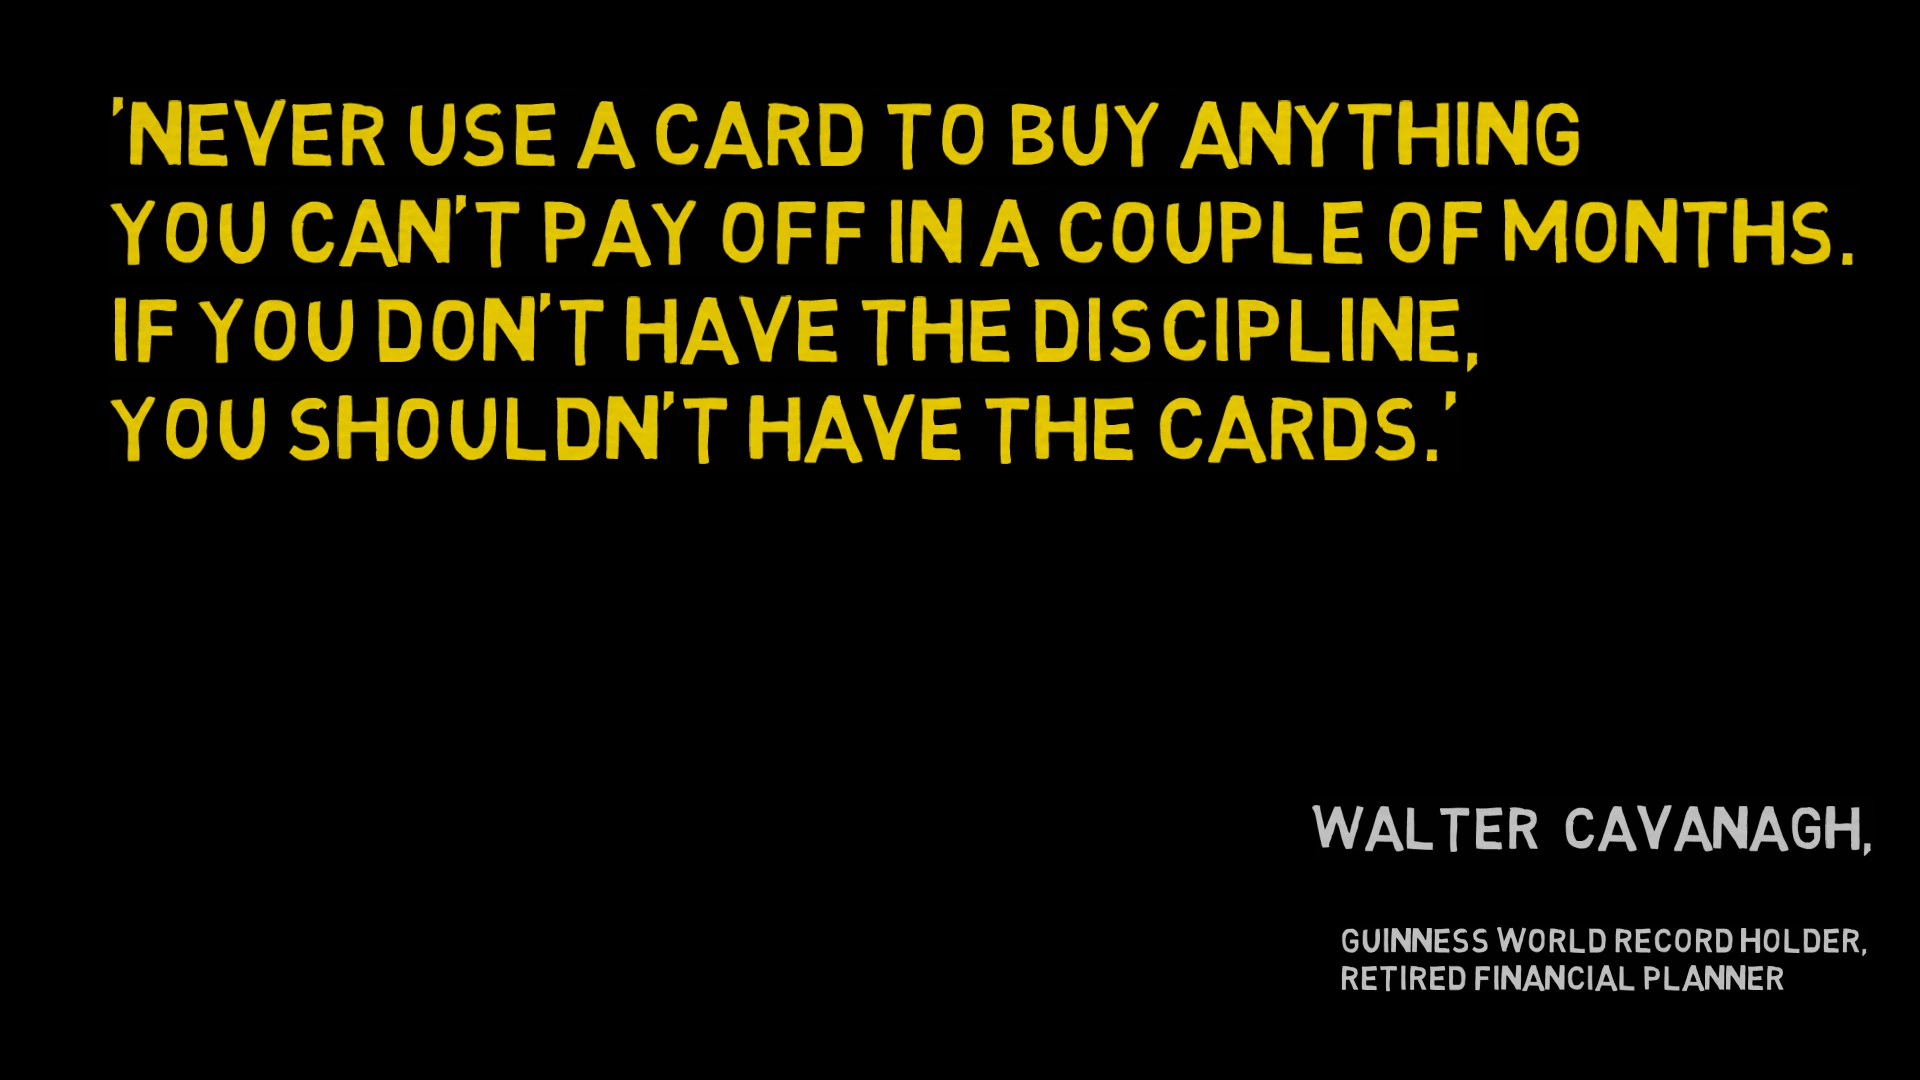 'NEVER USE A CARD TO BUY ANYTHING
YOU CAN'T PAY OFF IN A COUPLE OF MONTHS.
IF YOU DON'T HAVE THE DISCIPLINE,
YOU SHOULDN'T HAVE THE CARDS.'
WALTER CAVANAGH,
GUINNESS WORLD RECORD HOLDER,
RETIRED FINANCIAL PLANNER